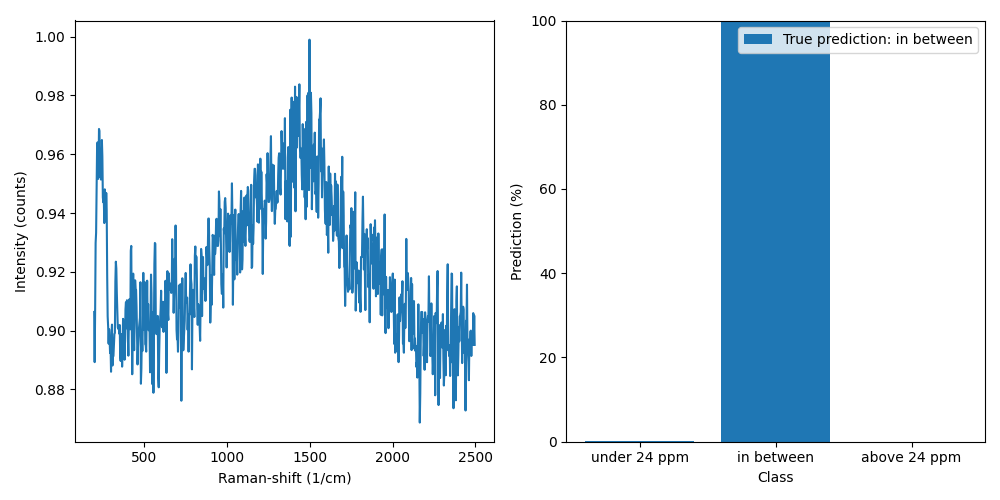 1.00
0.98
0.96
0.94
0.92
0.90
0.88
Intensity (counts)
500 1000 1500 2000 2500
Raman-shift (1/cm)
100
80
60
40
20
0
Prediction (%)
True prediction: in between
under 24 ppm in between above 24 ppm
Class